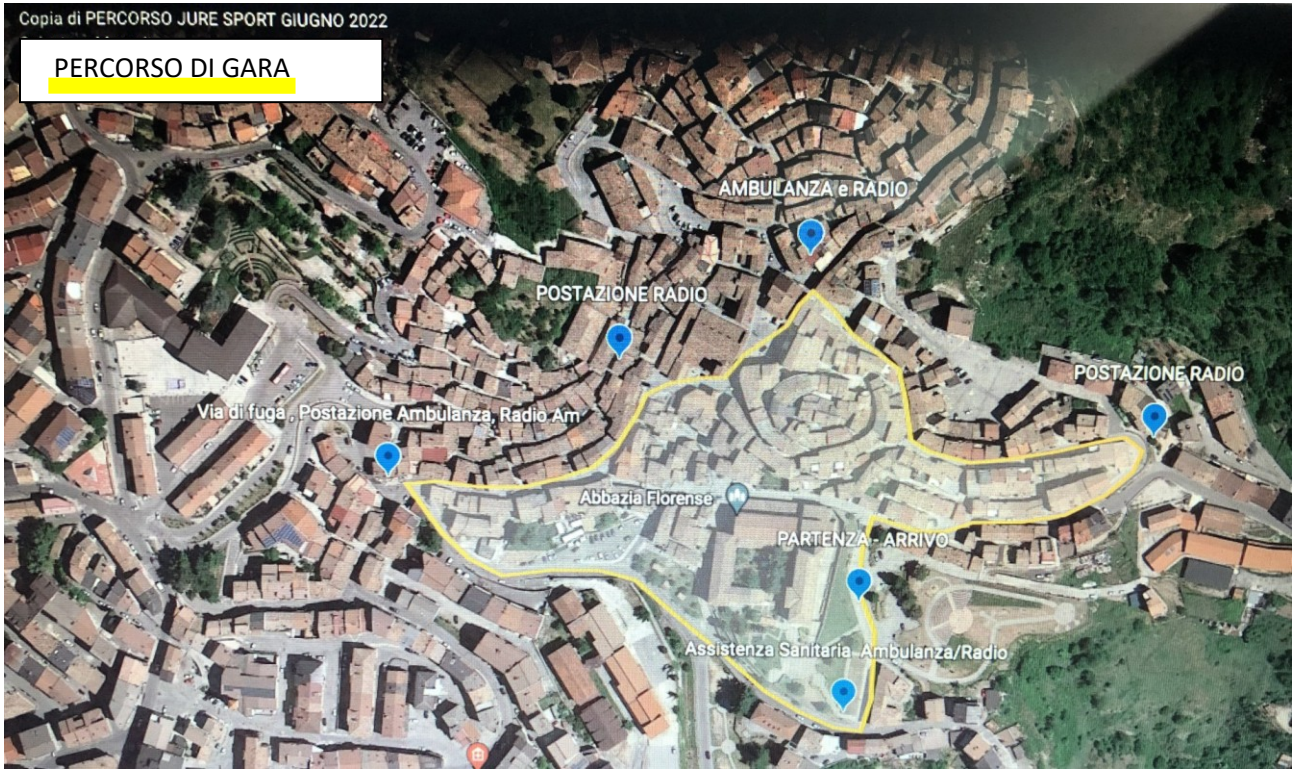 Copia di PERCORSO JURE SPORT GIUGNO 2022
PERCORSO DI GARA
AMBULANZA e RADIO
POSTAZIONE RADIO
POSTAZIONE RADIO
Via di fuga , Postazione Ambulanza, Radio Am
Abbazia Florense
PARTENZA - ARRIVO
Assistenza Sanitaria Ambulanza/Radio